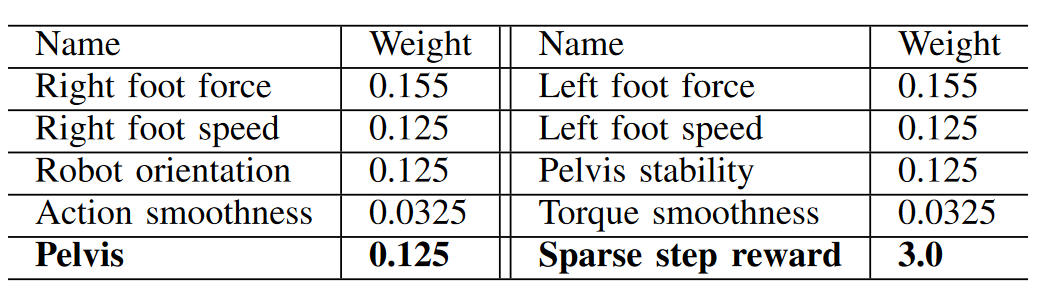 Name Weight Name Weight
Right foot force 0.155 Left foot force 0.155
Right foot speed 0.125 Left foot speed 0.125
Robot orientation 0.125 Pelvis stability 0.125
Action smoothness 0.0325 Torque smoothness 0.0325
Pelvis 0.125 Sparse step reward 3.0